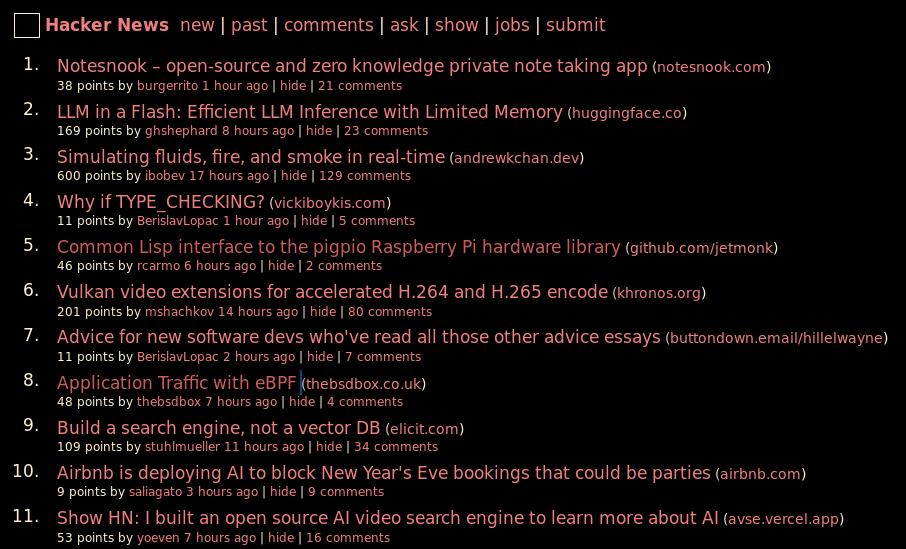 Hacker News new | past | comments | ask | show | jobs | submit
1. Notesnook – open-source and zero knowledge private note taking app (notesnook.com)
38 points by burgerrito 1 hour ago | hide | 21 comments
2. LLM in a Flash: Efficient LLM Inference with Limited Memory (huggingface.co)
169 points by ghshephard 8 hours ago | hide | 23 comments
3. Simulating fluids, fire, and smoke in real-time (andrewkchan.dev)
600 points by ibobev 17 hours ago | hide | 129 comments
4. Why if TYPE_CHECKING? (vickiboykis.com)
11 points by BerislavLopac 1 hour ago | hide | 5 comments
5. Common Lisp interface to the pigpio Raspberry Pi hardware library (github.com/jetmonk)
46 points by rcarmo 6 hours ago | hide | 2 comments
6. Vulkan video extensions for accelerated H.264 and H.265 encode (khronos.org)
201 points by mshachkov 14 hours ago | hide | 80 comments
7. Advice for new software devs who've read all those other advice essays (buttondown.email/hillelwayne)
11 points by BerislavLopac 2 hours ago | hide | 7 comments
8. Application Traffic with eBPF (thebsdbox.co.uk)
48 points by thebsdbox 7 hours ago | hide | 4 comments
9. Build a search engine, not a vector DB (elicit.com)
109 points by stuhlmueller 11 hours ago | hide | 34 comments
10. Airbnb is deploying AI to block New Year's Eve bookings that could be parties (airbnb.com)
9 points by saliagato 3 hours ago | hide | 9 comments
11. Show HN: I built an open source AI video search engine to learn more about AI (avse.vercel.app)
53 points by yoeven 7 hours ago | hide | 16 comments